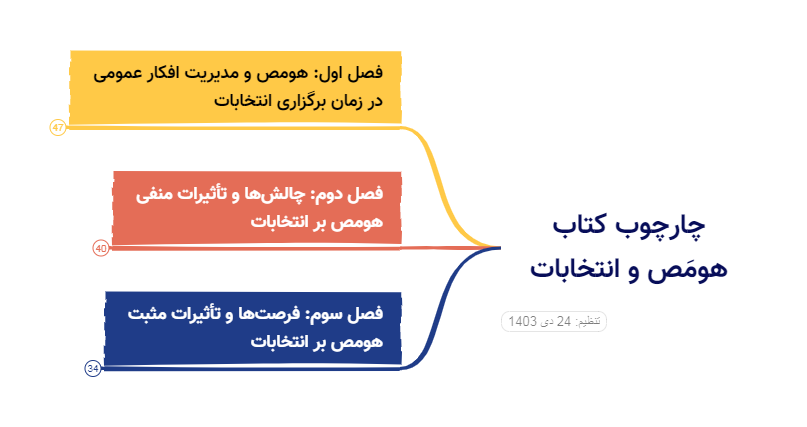 چارچوب کتاب
هومَص و انتخابات
تنظیم: 24 دی 1403
فصل اول: هومص و مدیریت افکار عمومی
در زمان برگزاری انتخابات
47
فصل دوم: چالش‌ها و تأثیرات منفی
هومص بر انتخابات
40
فصل سوم: فرصت‌ها و تأثیرات مثبت
هومص بر انتخابات
34